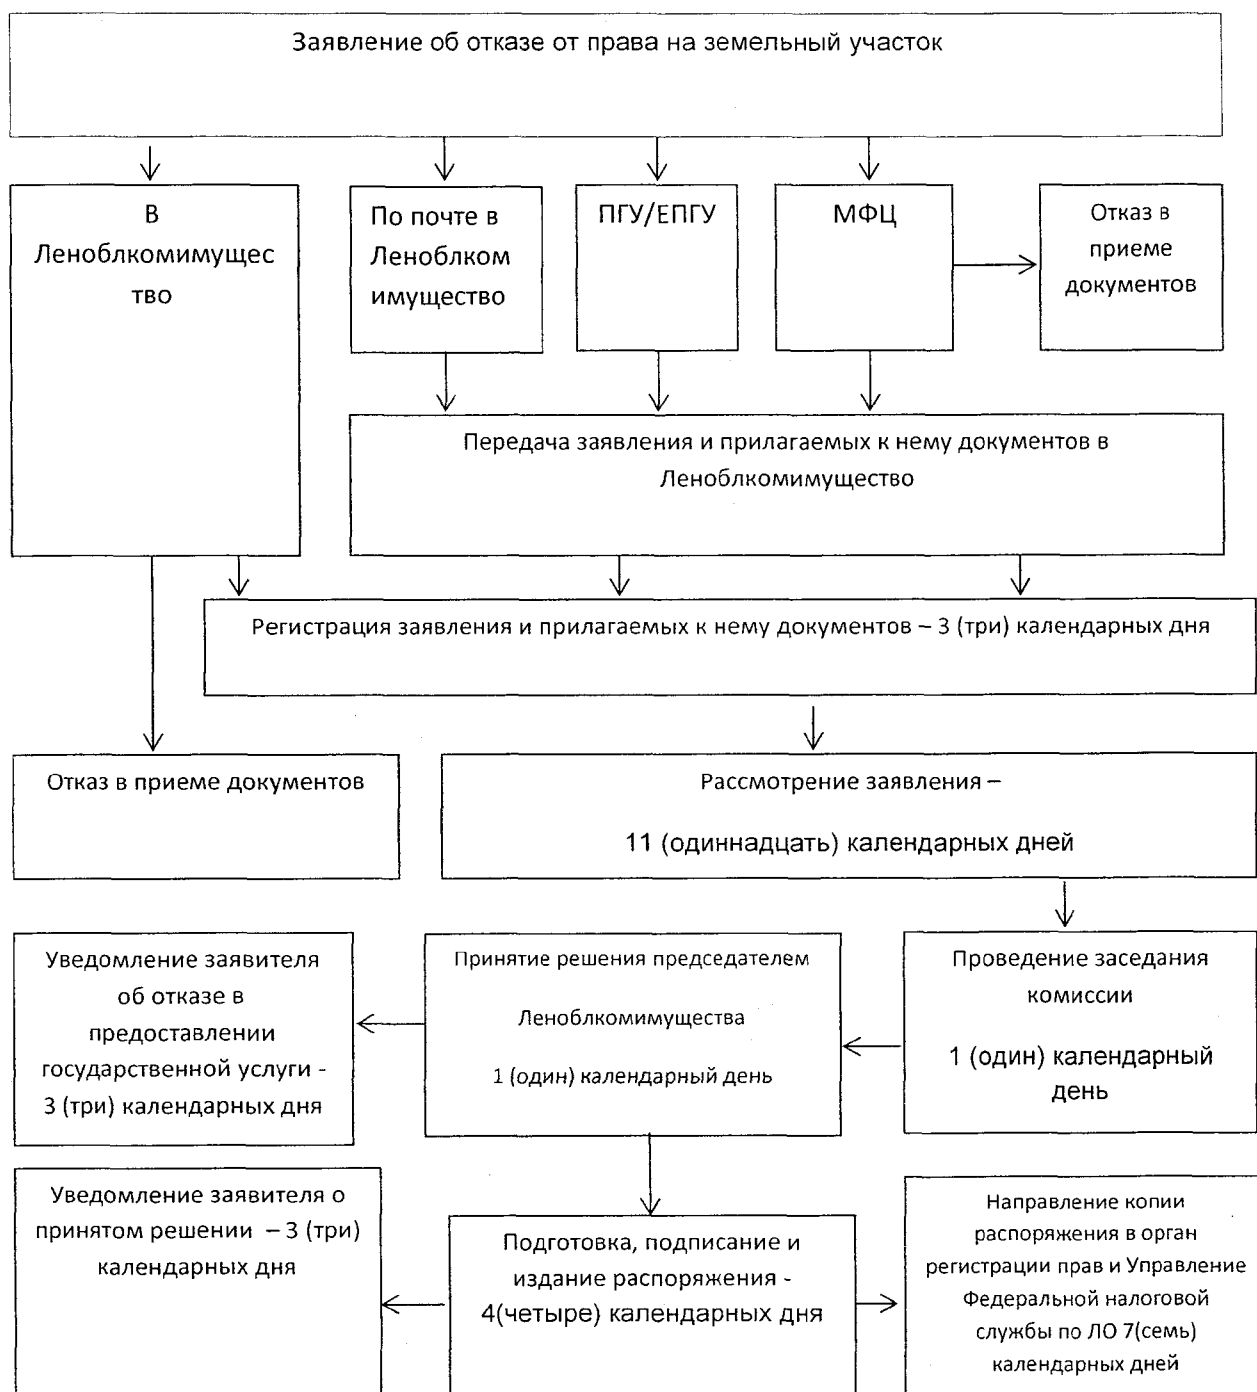 Заявление об отказе от права на земельный участок
В
Леноблкомимущес
тво
По почте в
Леноблком
имущество
ПГУ/ЕПГУ
МФЦ
Отказ в
приеме
документов
Передача заявления и прилагаемых к нему документов в
Леноблкомимущество
Регистрация заявления и прилагаемых к нему документов – 3 (три) календарных дня
Отказ в приеме документов
Рассмотрение заявления –
11 (одиннадцать) календарных дней
Уведомление заявителя
об отказе в
предоставлении
государственной услуги -
3 (три) календарных дня
Принятие решения председателем
Леноблкомимущества
1 (один) календарный день
Проведение заседания
комиссии
1 (один) календарный
день
Уведомление заявителя о
принятом решении – 3 (три)
календарных дня
Подготовка, подписание и
издание распоряжения -
4(четыре) календарных дня
Направление копии
распоряжения в орган
регистрации прав и Управление
Федеральной налоговой
службы по ЛО 7(семь)
календарных дней